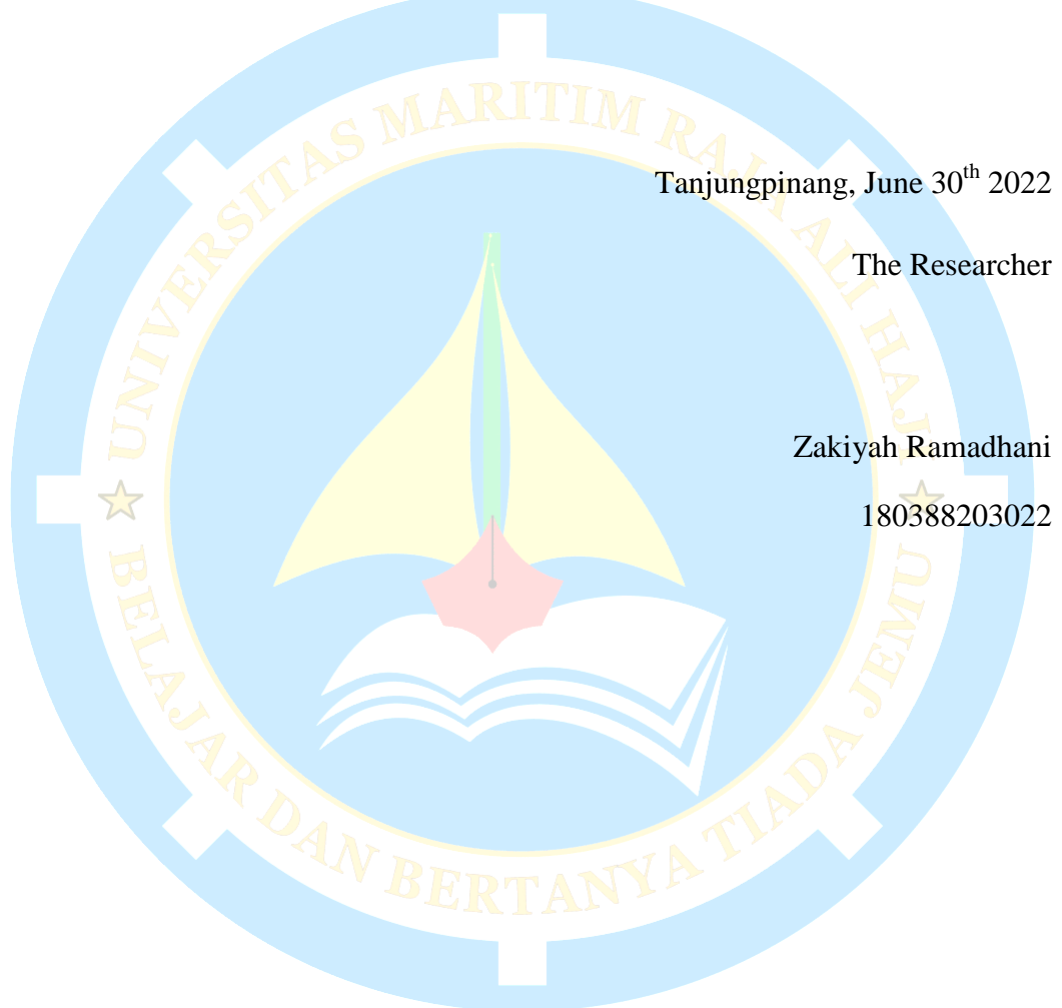 UNIVERSITAS MARITIM RAJA ALI HAJI
Tanjungpinang, June 30th 2022
The Researcher
Zakiyah Ramadhani
180388203022
BELAJAR DAN BERTANYA TIADA JEMU